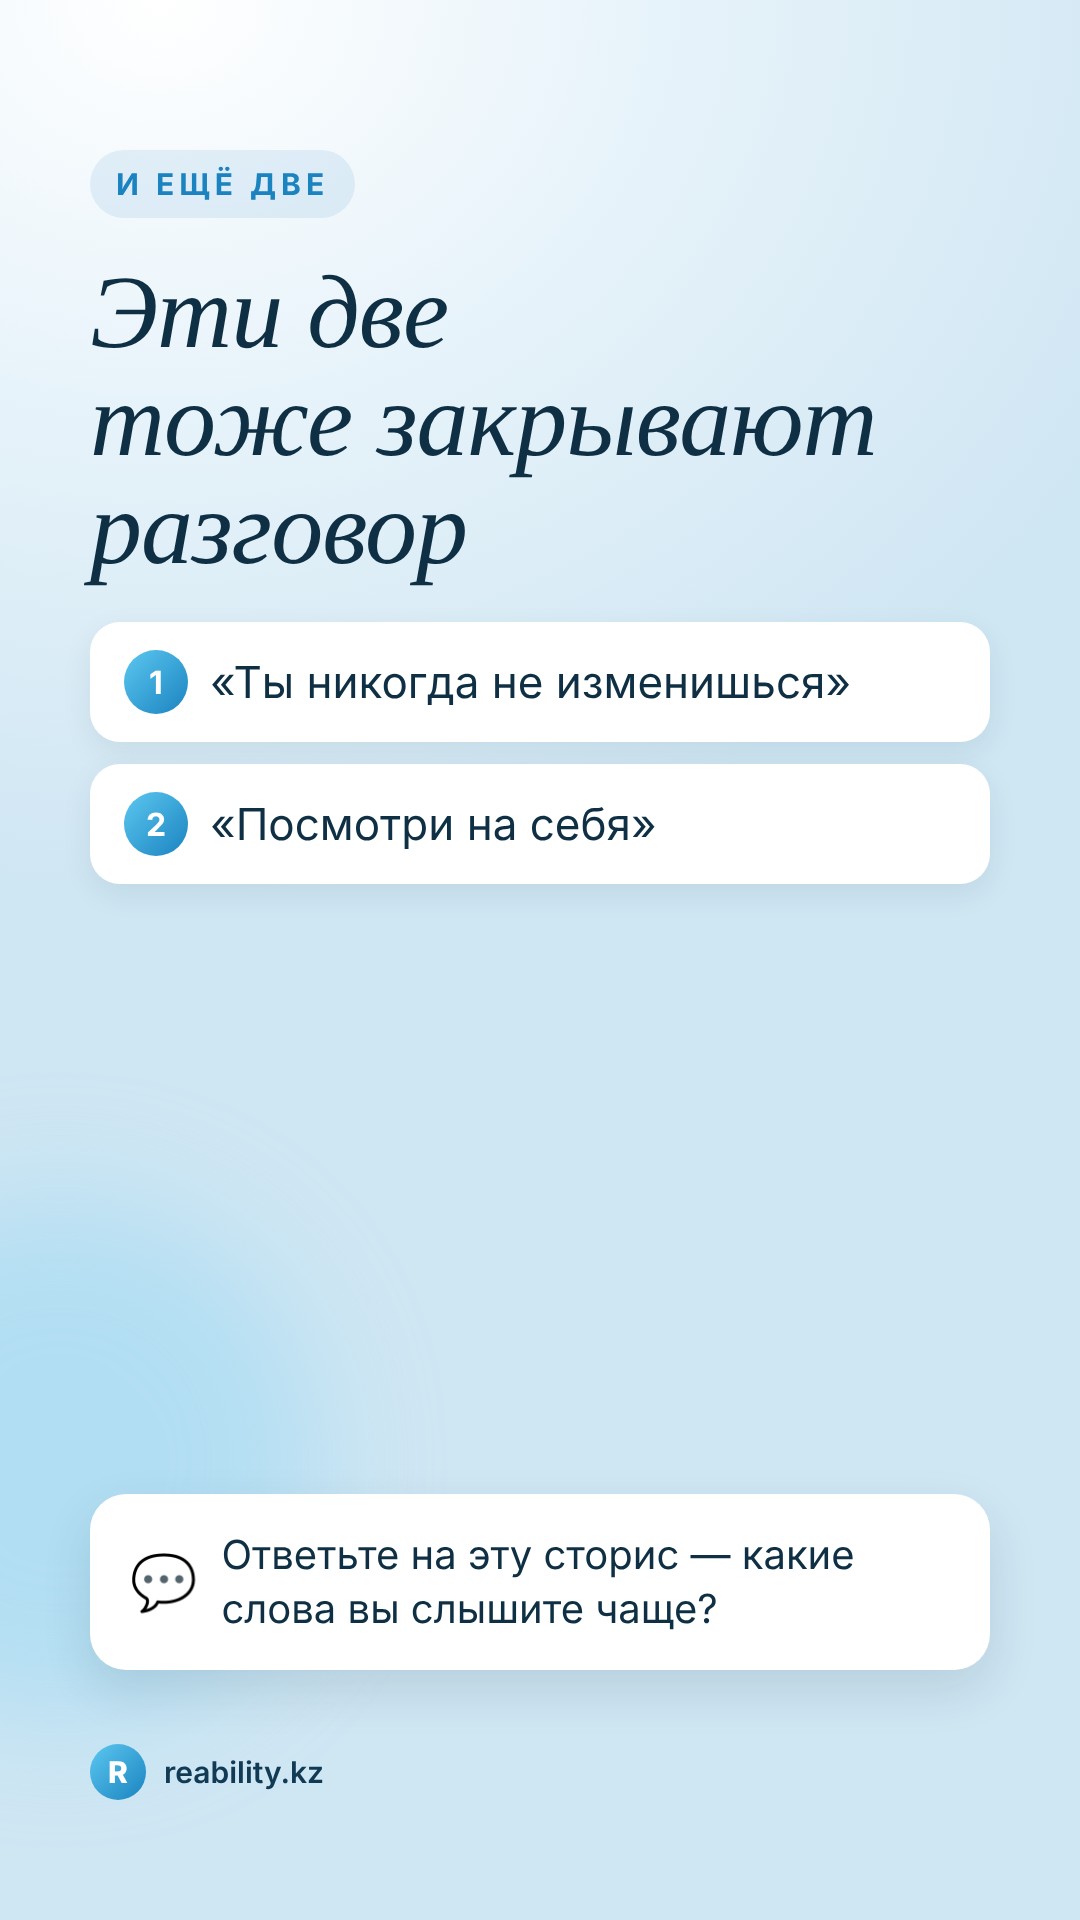 И ЕЩЁ ДВЕ
Эти две
тоже закрывают
разговор
1 «Ты никогда не изменишься»
2 «Посмотри на себя»
Ответьте на эту сторис — какие
слова вы слышите чаще?
R reability.kz